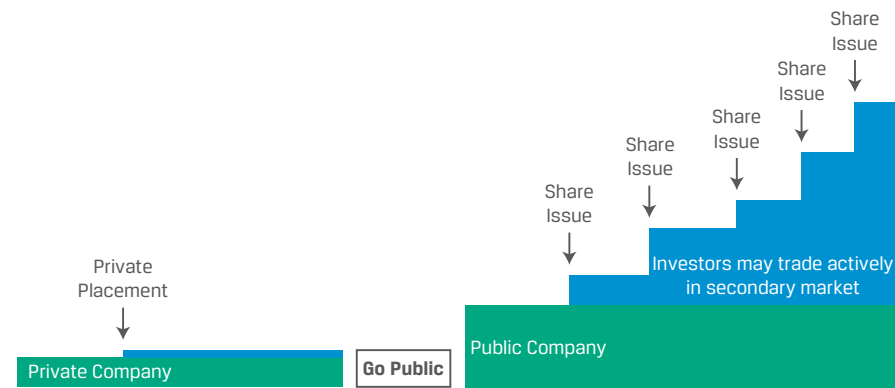 Share
Issue
Share
Issue
Share
Issue
Share
Issue
Share
Issue
Private
Placement
Investors may trade actively
in secondary market
Public Company
Go Public
Private Company